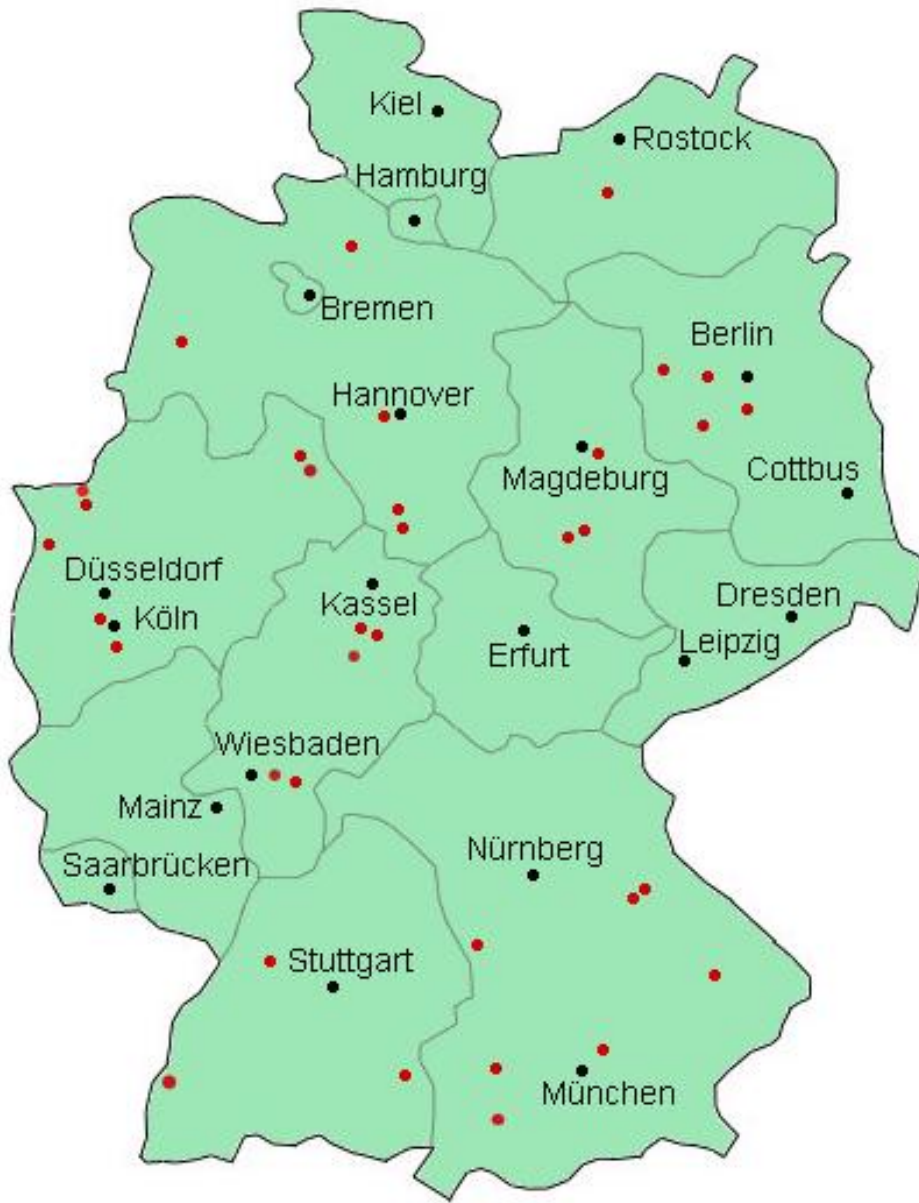 Kiel
Rostock
Hamburg
Bremen
Berlin
Hannover
Magdeburg
Cottbus
Düsseldorf
Köln
Kassel
Erfurt
Dresden
Leipzig
Wiesbaden
Mainz
Saarbrücken
Nürnberg
Stuttgart
München